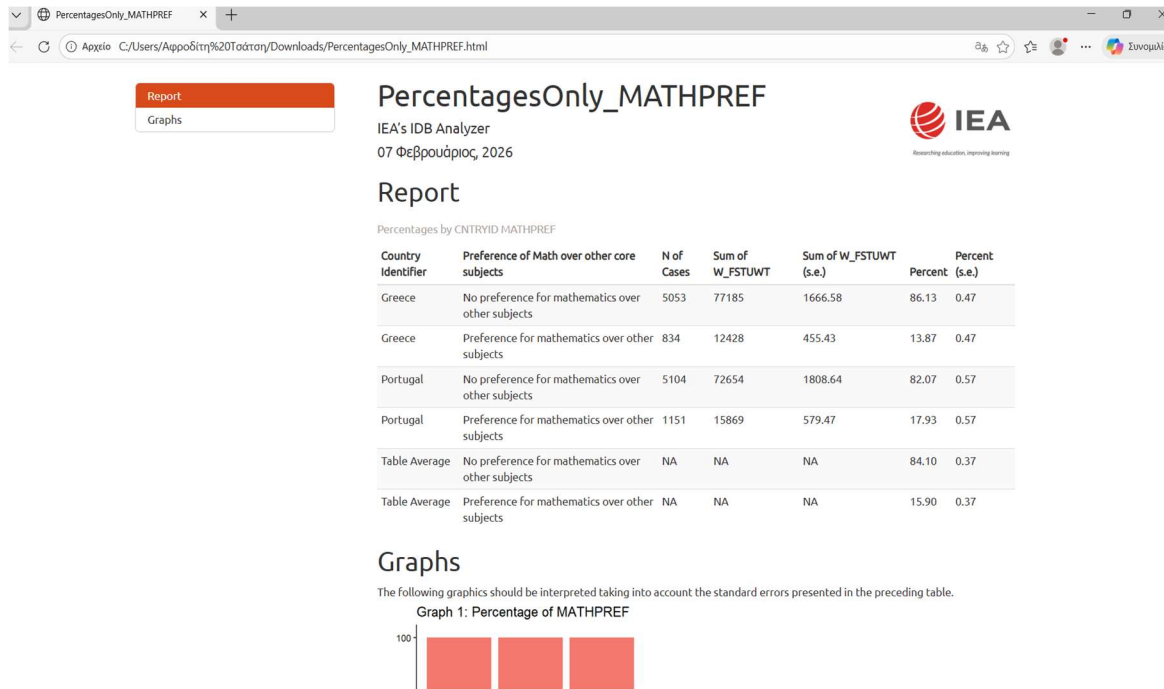 PercentagesOnly_MATHPREF
Αρχείο C:/Users/Αφροδίτη%20Τσάτση/Downloads/PercentagesOnly_MATHPREF.html
Report
Graphs
PercentagesOnly_MATHPREF
IEA's IDB Analyzer
07 Φεβρουάριος, 2026
IEA
Researching education, improving learning
Report
Percentages by CNTRYID MATHPREF
Country Identifier Preference of Math over other core subjects N of Cases Sum of W_FSTUWT Sum of W_FSTUWT (s.e.) Percent Percent (s.e.)
Greece No preference for mathematics over other subjects 5053 77185 1666.58 86.13 0.47
Greece Preference for mathematics over other subjects 834 12428 455.43 13.87 0.47
Portugal No preference for mathematics over other subjects 5104 72654 1808.64 82.07 0.57
Portugal Preference for mathematics over other subjects 1151 15869 579.47 17.93 0.57
Table Average No preference for mathematics over other subjects NA NA NA 84.10 0.37
Table Average Preference for mathematics over other subjects NA NA NA 15.90 0.37
Graphs
The following graphics should be interpreted taking into account the standard errors presented in the preceding table.
Graph 1: Percentage of MATHPREF
100